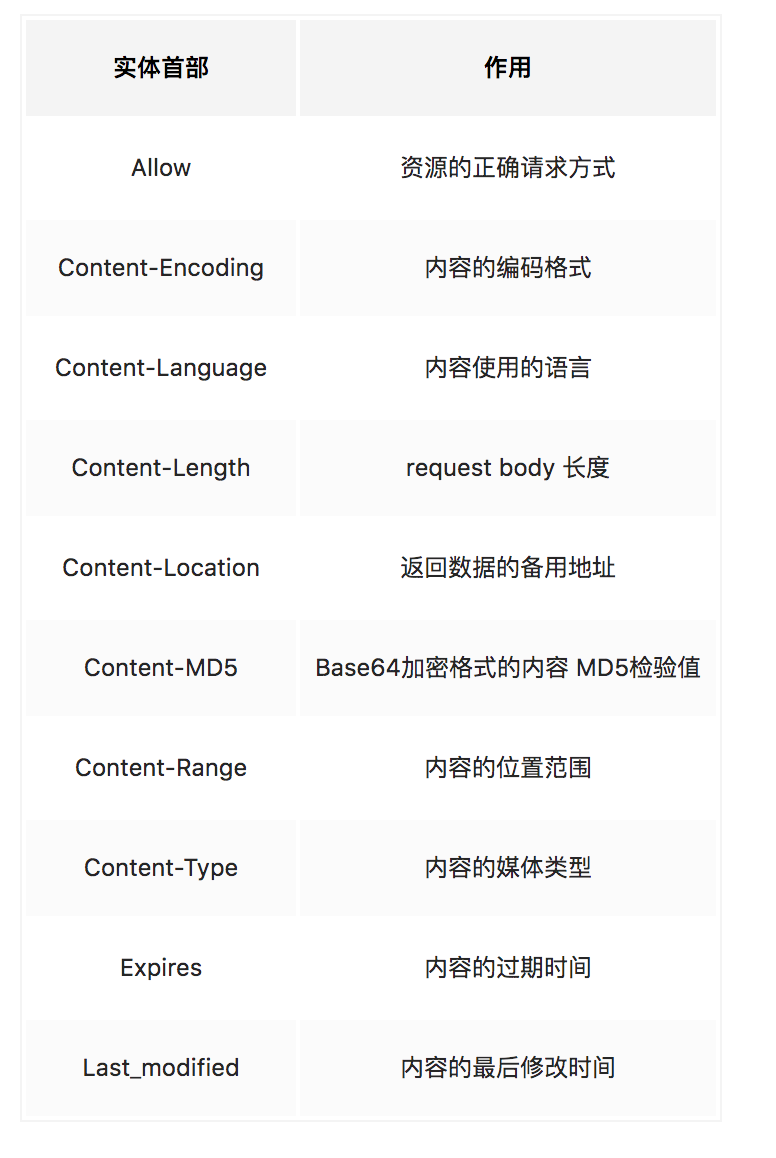 实体首部 作用
Allow 资源的正确请求方式
Content-Encoding 内容的编码格式
Content-Language 内容使用的语言
Content-Length request body 长度
Content-Location 返回数据的备用地址
Content-MD5 Base64加密格式的内容 MD5检验值
Content-Range 内容的位置范围
Content-Type 内容的媒体类型
Expires 内容的过期时间
Last_modified 内容的最后修改时间